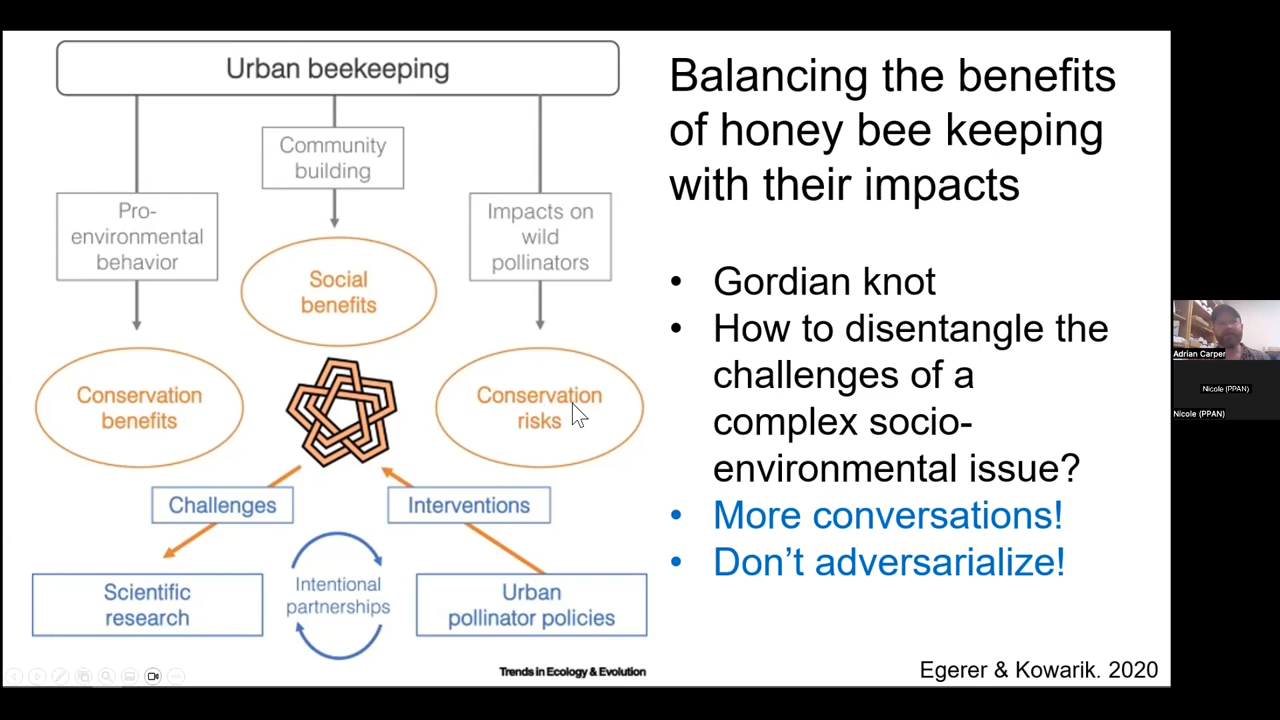 Urban beekeeping
Community
building
Pro-
environmental
behavior
Impacts on
wild
pollinators
Social
benefits
Conservation
benefits
Conservation
risks
Challenges
Interventions
Scientific
research
Intentional
partnerships
Urban
pollinator policies
Trends in Ecology & Evolution
Balancing the benefits
of honey bee keeping
with their impacts
• Gordian knot
• How to disentangle the
challenges of a
complex socio-
environmental issue?
• More conversations!
• Don't adversarialize!
Egerer & Kowarik. 2020
Adrian Carper
Nicole (PPAN)
Nicole (PPAN)